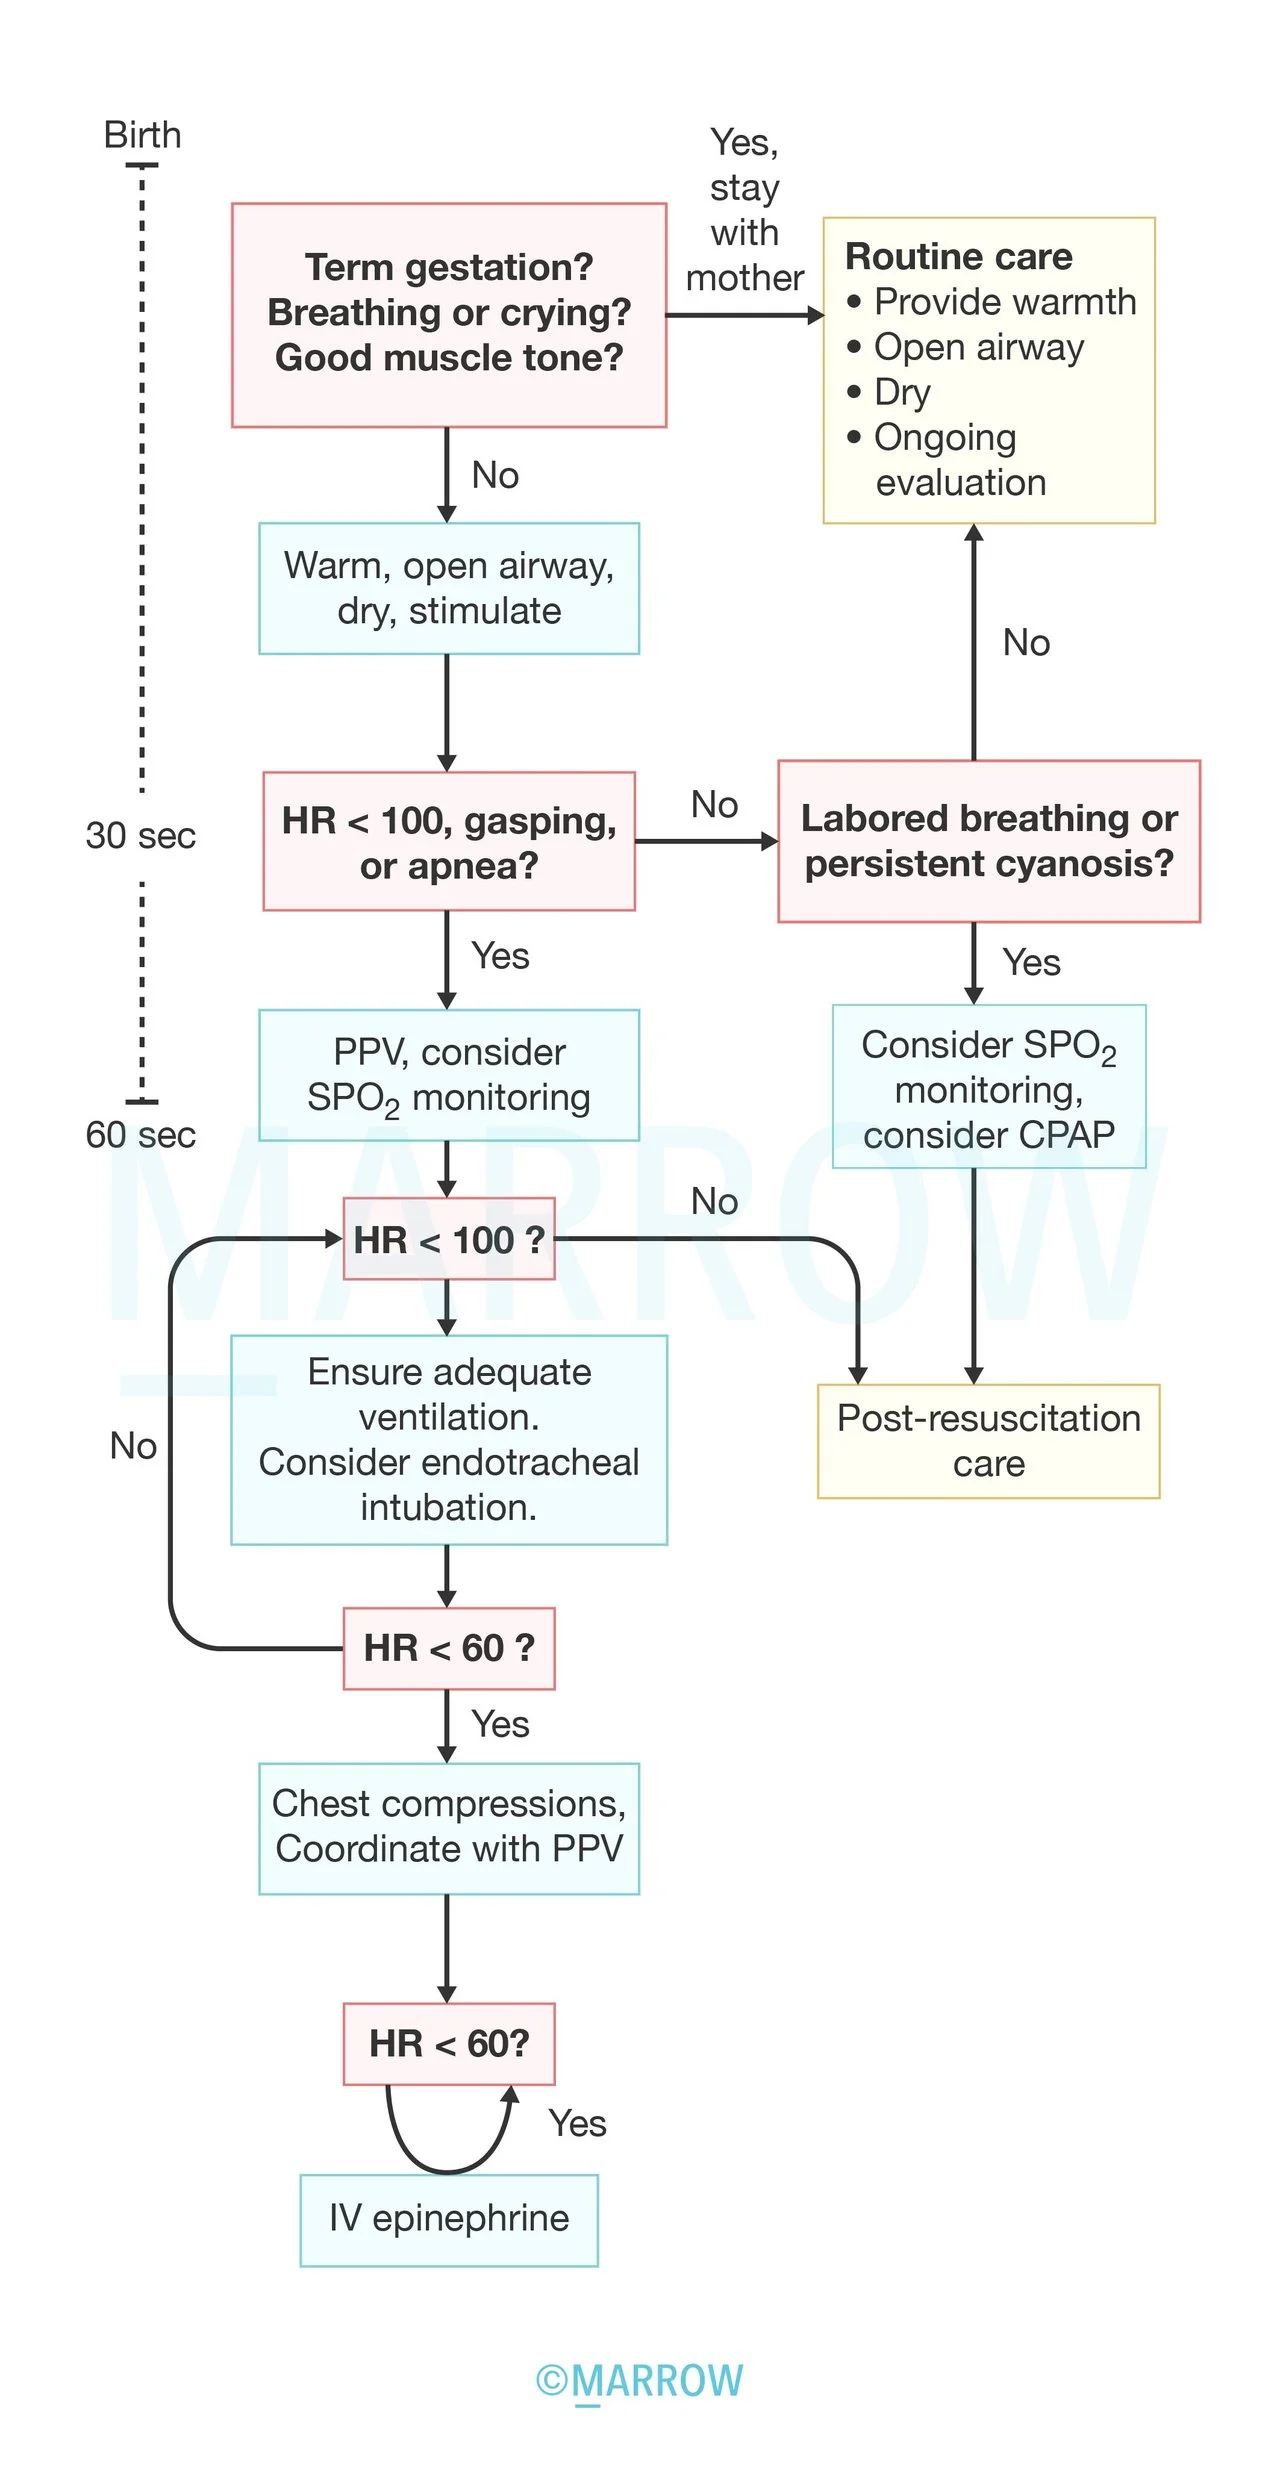 Birth
Yes,
stay
with
mother
Term gestation?
Breathing or crying?
Good muscle tone?
Routine care
• Provide warmth
• Open airway
• Dry
• Ongoing
evaluation
No
Warm, open airway,
dry, stimulate
No
30 sec
HR < 100, gasping,
or apnea?
No
Labored breathing or
persistent cyanosis?
Yes
Yes
PPV, consider
SPO₂ monitoring
Consider SPO₂
monitoring,
consider CPAP
60 sec
MARROW
No
HR < 100 ?
Ensure adequate
ventilation.
Consider endotracheal
intubation.
No
Post-resuscitation
care
HR < 60 ?
Yes
Chest compressions,
Coordinate with PPV
HR < 60?
Yes
IV epinephrine
©MARROW